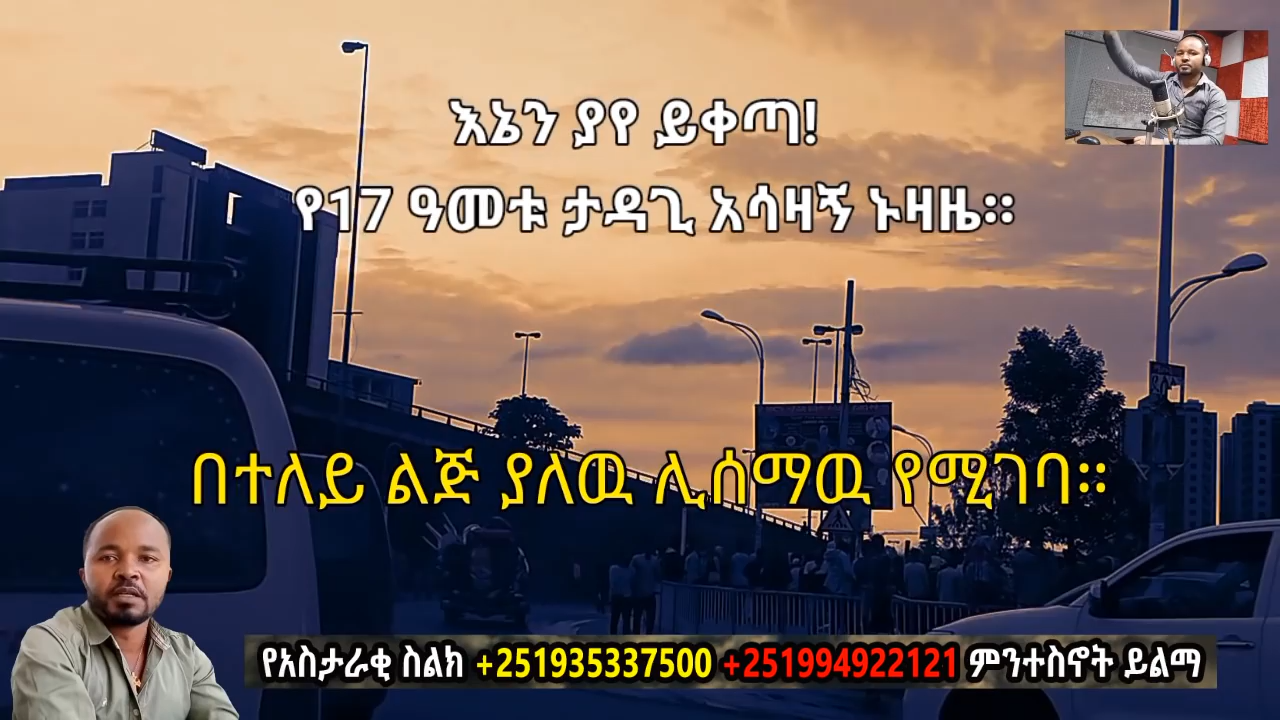 እኔን ያየ ይቀጣ!
የ17 ዓመቱ ታዳጊ አሳዛኝ ኑዛዜ።
በተለይ ልጅ ያለዉ ሊሰማዉ የሚገባ።
የአስታራቂ ስልክ +251935337500 +251994922121 ምንተስኖት ይልማ